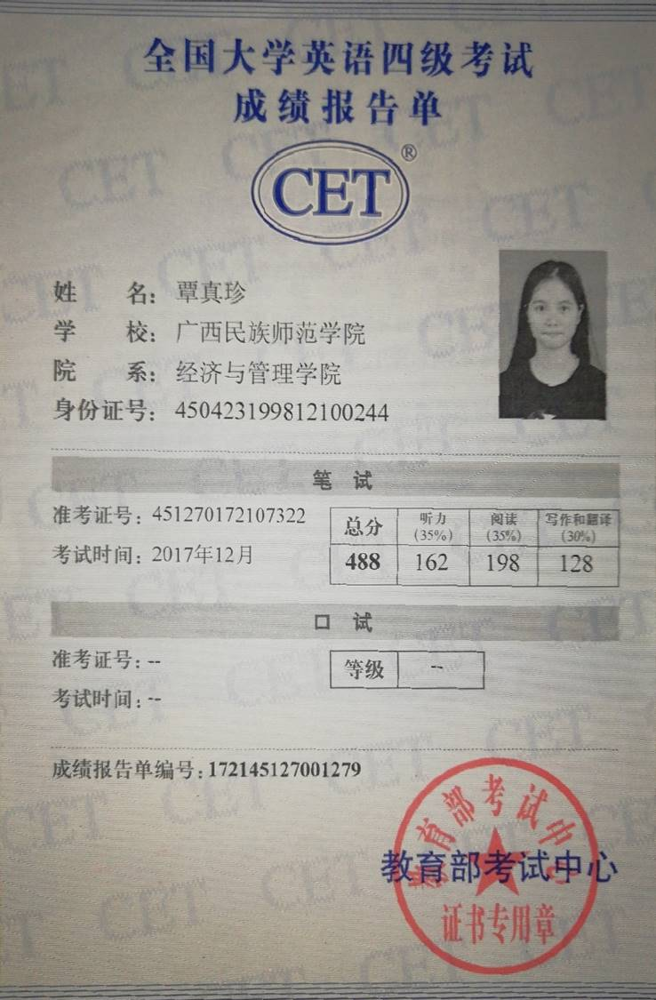 全国大学英语四级考试
成绩报告单
CET®
姓 名：覃真珍
学 校：广西民族师范学院
院 系：经济与管理学院
身份证号：450423199812100244
笔 试
准考证号：451270172107322
考试时间：2017年12月
总分 听力(35%) 阅读(35%) 写作和翻译(30%)
488 162 198 128
口 试
准考证号：--
考试时间：--
等级 --
成绩报告单编号：172145127001279
教育部考试中心
教育部考试中心
证书专用章